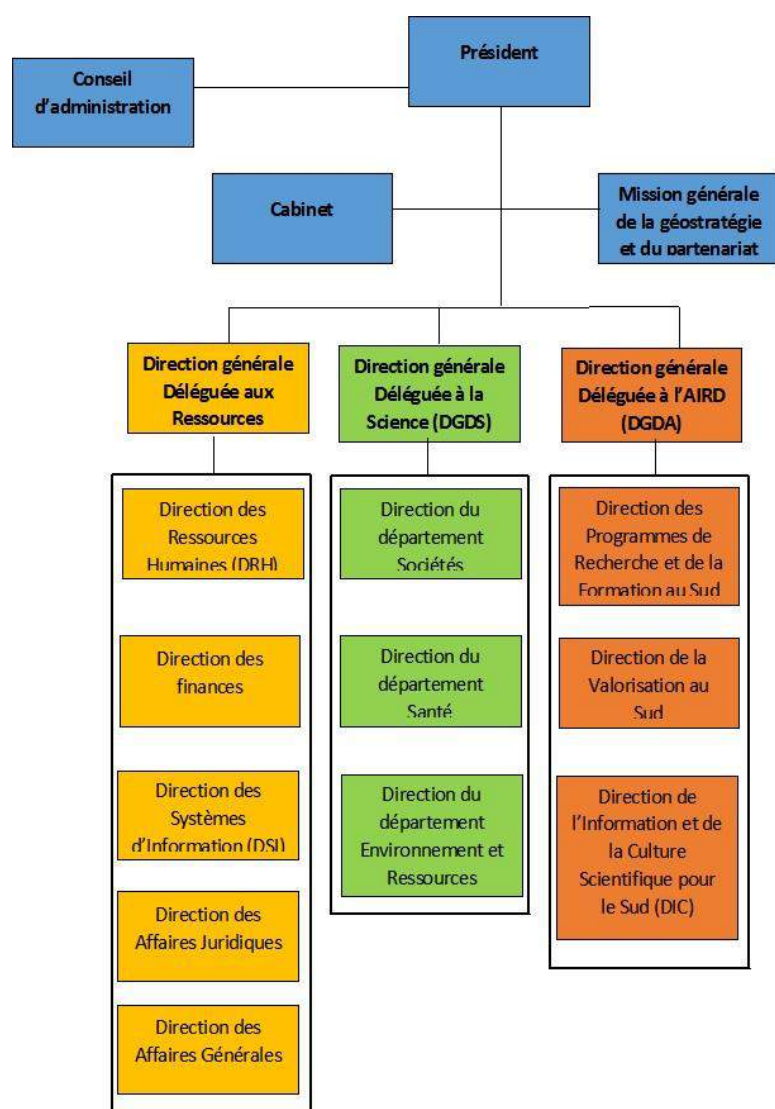 Président
Conseil
d'administration
Cabinet
Mission générale
de la géostratégie
et du partenariat
Direction générale
Déléguée aux
Ressources
Direction générale
Déléguée à la
Science (DGDS)
Direction générale
Déléguée à l'AIRD
(DGDA)
Direction des
Ressources
Humaines (DRH)
Direction des
finances
Direction des
Systèmes
d'Information (DSI)
Direction des
Affaires Juridiques
Direction des
Affaires Générales
Direction du
département
Sociétés
Direction du
département
Santé
Direction du
département
Environnement et
Ressources
Direction des
Programmes de
Recherche et de la
Formation au Sud
Direction de la
Valorisation au
Sud
Direction de
l'Information et de
la Culture
Scientifique pour
le Sud (DIC)